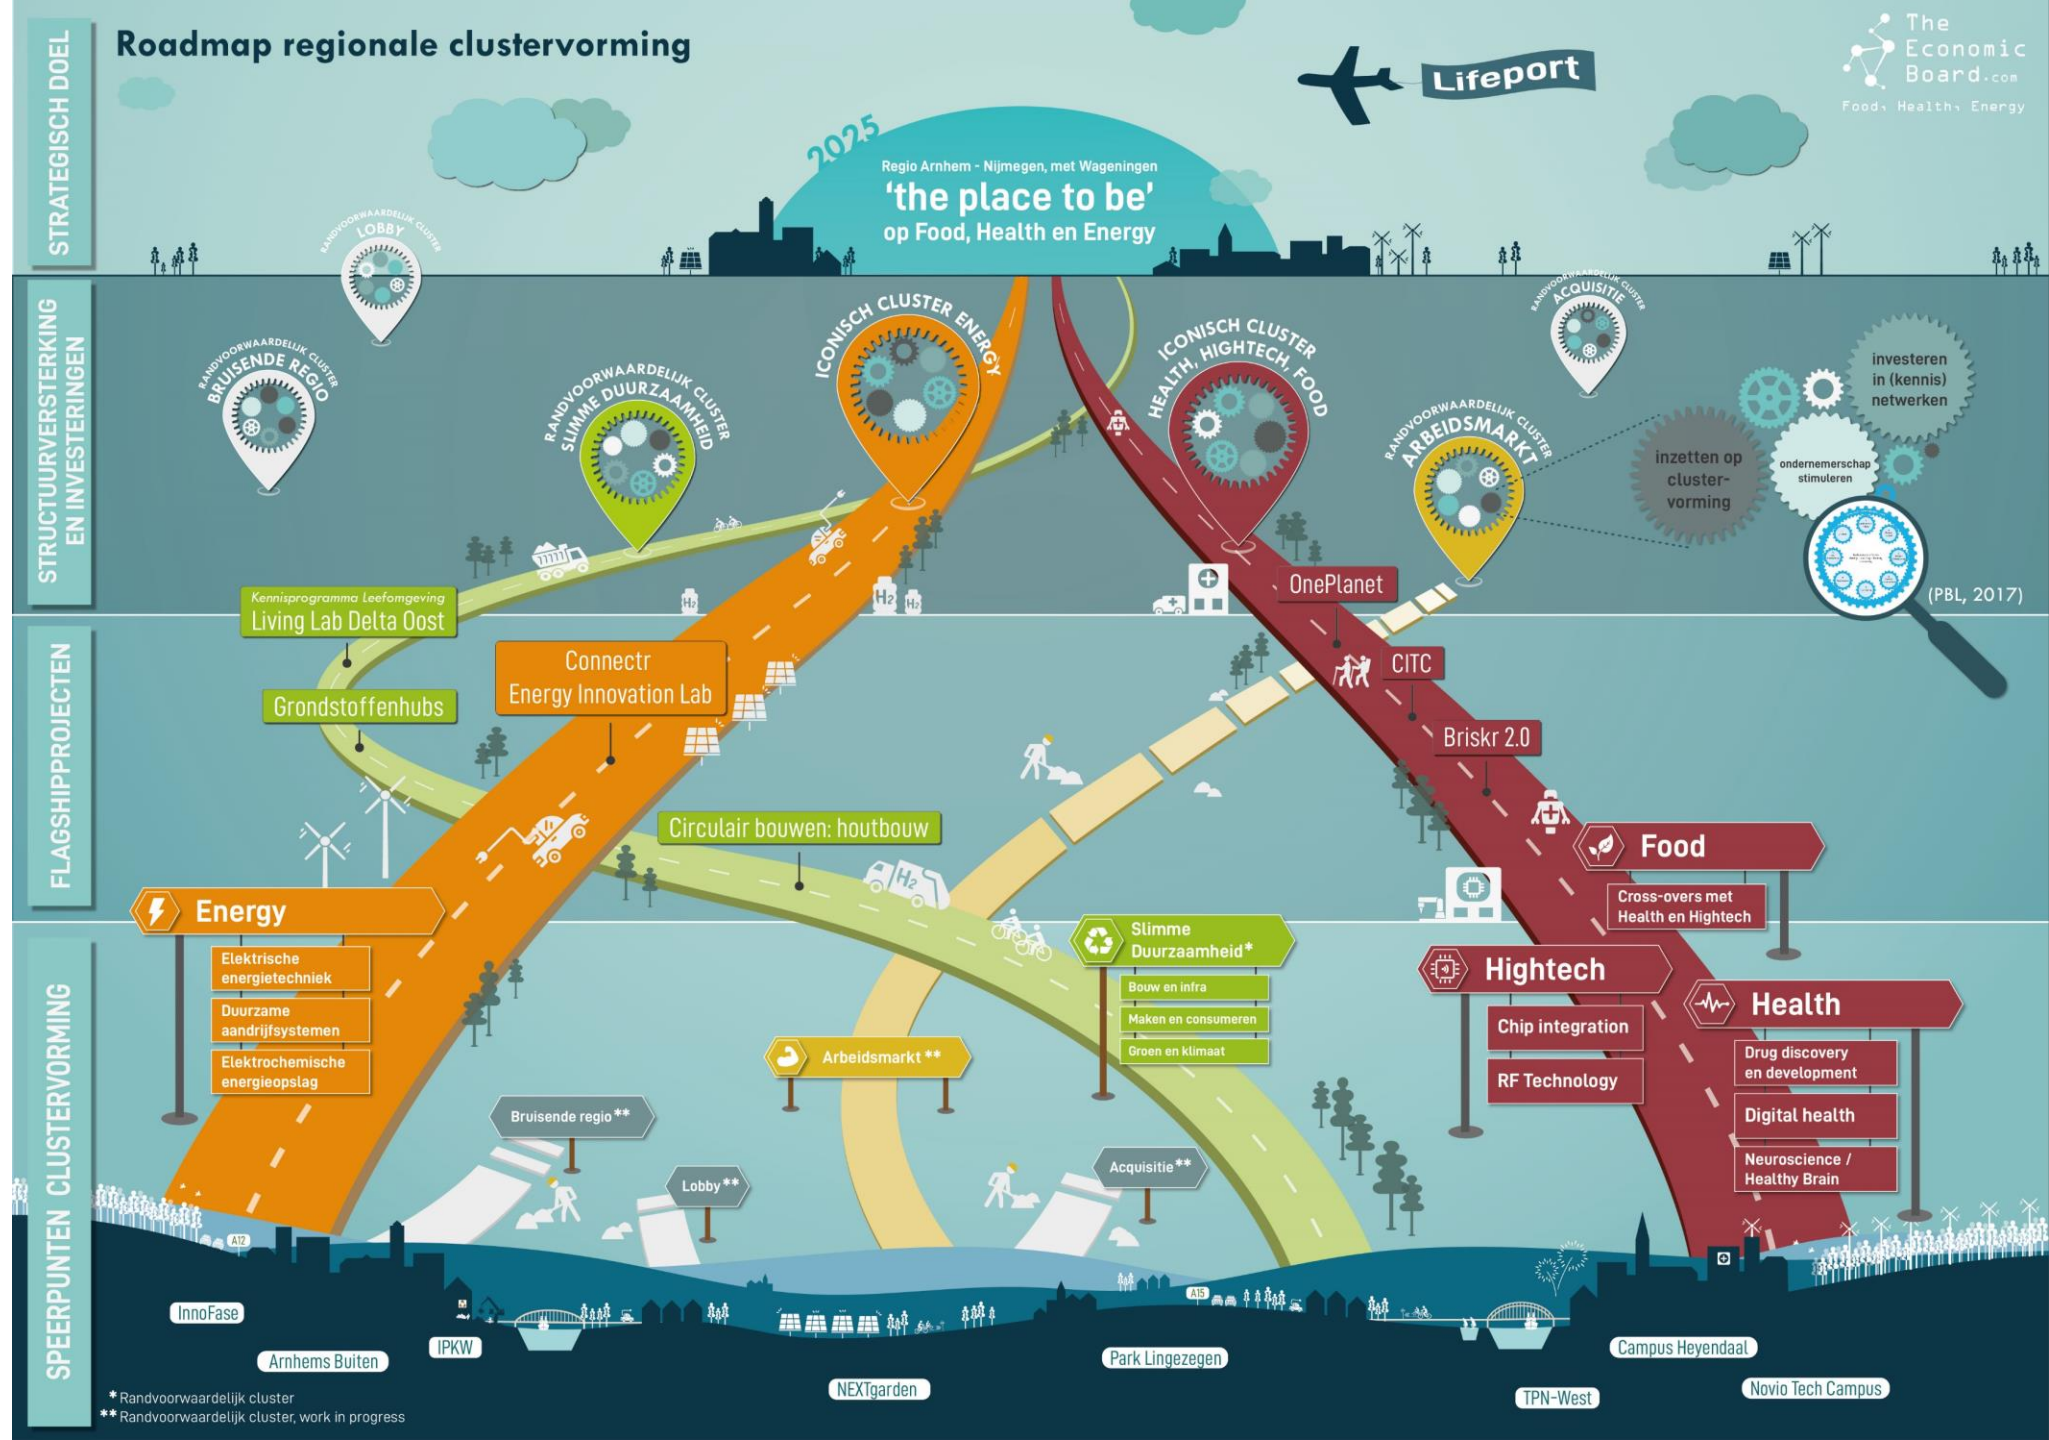 Roadmap regionale clustervorming
Lifeport
The
Economic
Board.com
Food, Health, Energy
STRATEGISCH DOEL
2025
Regio Arnhem - Nijmegen, met Wageningen
‘the place to be’
op Food, Health en Energy
STRUCTUURVERSTERKING
EN INVESTERINGEN
RANDVOORWAARDELIJK CLUSTER
LOBBY
RANDVOORWAARDELIJK CLUSTER
BRUISENDE REGIO
RANDVOORWAARDELIJK CLUSTER
SLIMME DUURZAAMHEID
ICONISCH CLUSTER ENERGY
ICONISCH CLUSTER
HEALTH, HIGHTECH, FOOD
RANDVOORWAARDELIJK CLUSTER
ARBEIDSMARKT
RANDVOORWAARDELIJK CLUSTER
ACQUISITIE
investeren
in (kennis)
netwerken
inzetten op
cluster-
vorming
ondernemerschap
stimuleren
(PBL, 2017)
H2
H2
H2
FLAGSHIPPROJECTEN
Kennisprogramma Leefomgeving
Living Lab Delta Oost
Grondstoffenhubs
Connectr
Energy Innovation Lab
Circulair bouwen: houtbouw
H2
OnePlanet
CITC
Briskr 2.0
SPEERPUNTEN CLUSTERVORMING
Energy
Elektrische
energietechniek
Duurzame
aandrijfsystemen
Elektrochemische
energieopslag
Bruisende regio**
Lobby**
Arbeidsmarkt **
Acquisitie**
Slimme
Duurzaamheid*
Bouw en infra
Maken en consumeren
Groen en klimaat
Food
Cross-overs met
Health en Hightech
Hightech
Chip integration
RF Technology
Health
Drug discovery
en development
Digital health
Neuroscience /
Healthy Brain
A12
A15
InnoFase
Arnhems Buiten
IPKW
NEXTgarden
Park Lingezegen
TPN-West
Campus Heyendaal
Novio Tech Campus
* Randvoorwaardelijk cluster
** Randvoorwaardelijk cluster, work in progress